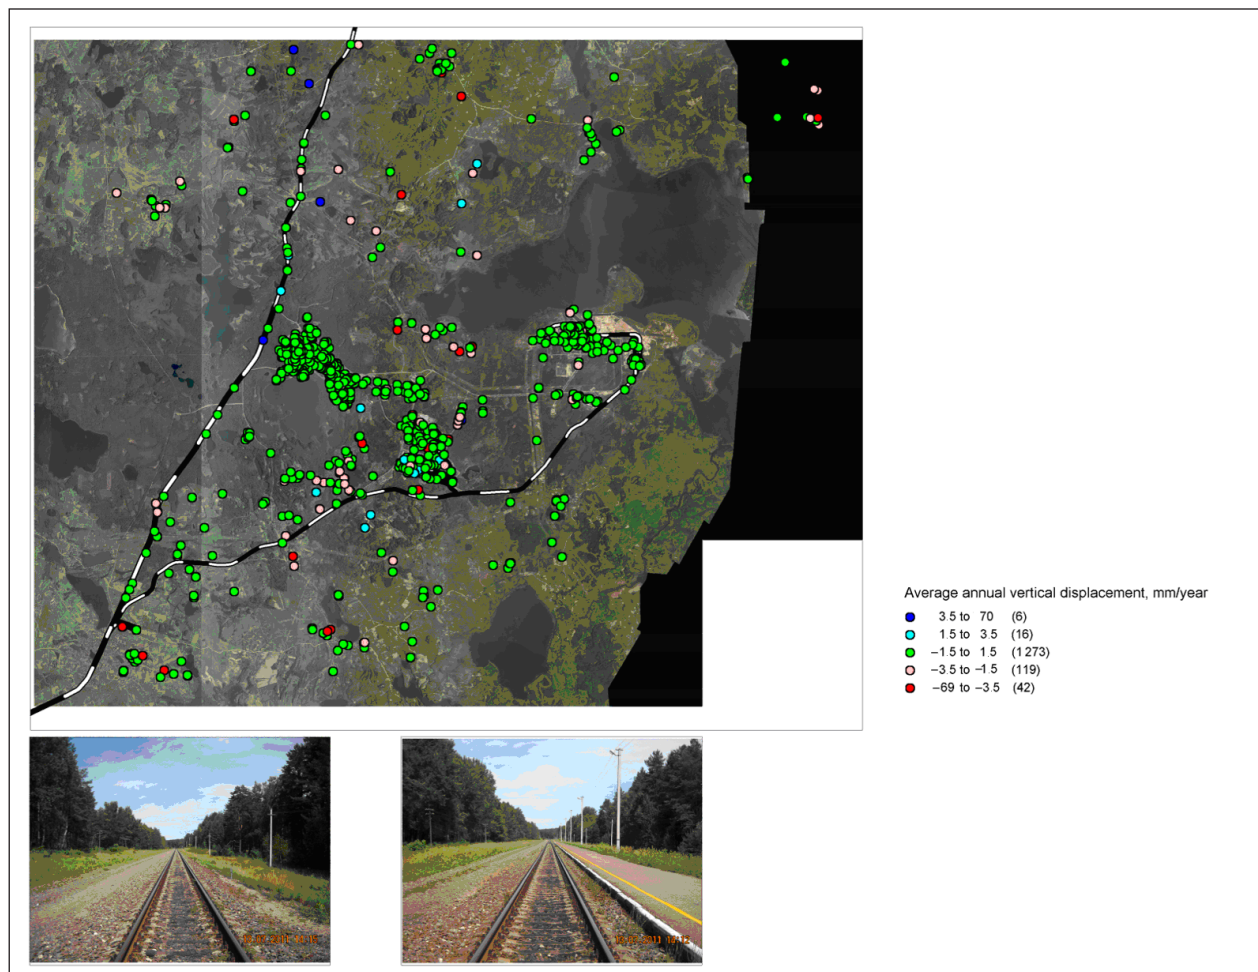 Average annual vertical displacement, mm/year
3.5 to 70 (6)
1.5 to 3.5 (16)
−1.5 to 1.5 (1273)
−3.5 to −1.5 (119)
−69 to −3.5 (42)